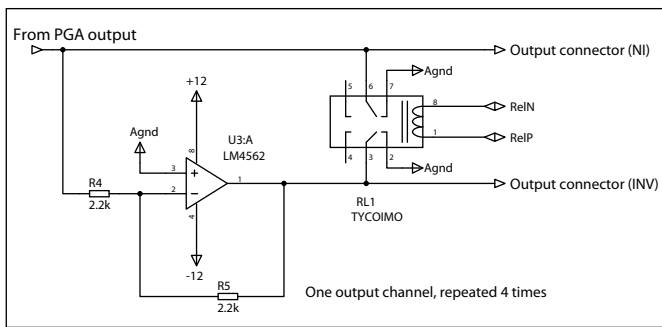 From PGA output
Output connector (NI)
5
6
7
Agnd
+12
8
RelN
1
RelP
Agnd
8
U3:A
LM4562
4
3
2
Agnd
3
2
1
R4
2.2k
4
Output connector (INV)
RL1
TYCOIMO
-12
R5
2.2k
One output channel, repeated 4 times